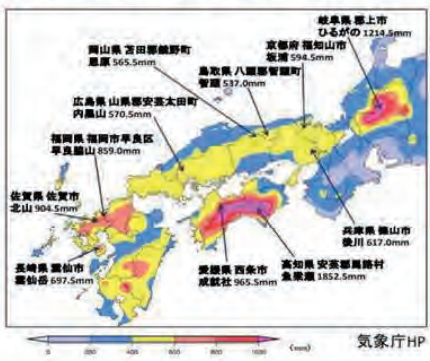 岐阜県 郡上市
ひるがの 1214.5mm
京都府 福知山市
坂浦 594.5mm
岡山県 苫田郡鏡野町
恩原 565.5mm
鳥取県 八頭郡智頭町
智頭 537.0mm
広島県 山県郡安芸太田町
内黒山 570.5mm
福岡県 福岡市早良区
早良脇山 859.0mm
佐賀県 佐賀市
北山 904.5mm
長崎県 雲仙市
雲仙岳 697.5mm
愛媛県 西条市
成就社 965.5mm
高知県 安芸郡馬路村
魚梁瀬 1852.5mm
兵庫県 篠山市
後川 617.0mm
0 200 400 600 800 1000 (mm)
気象庁HP